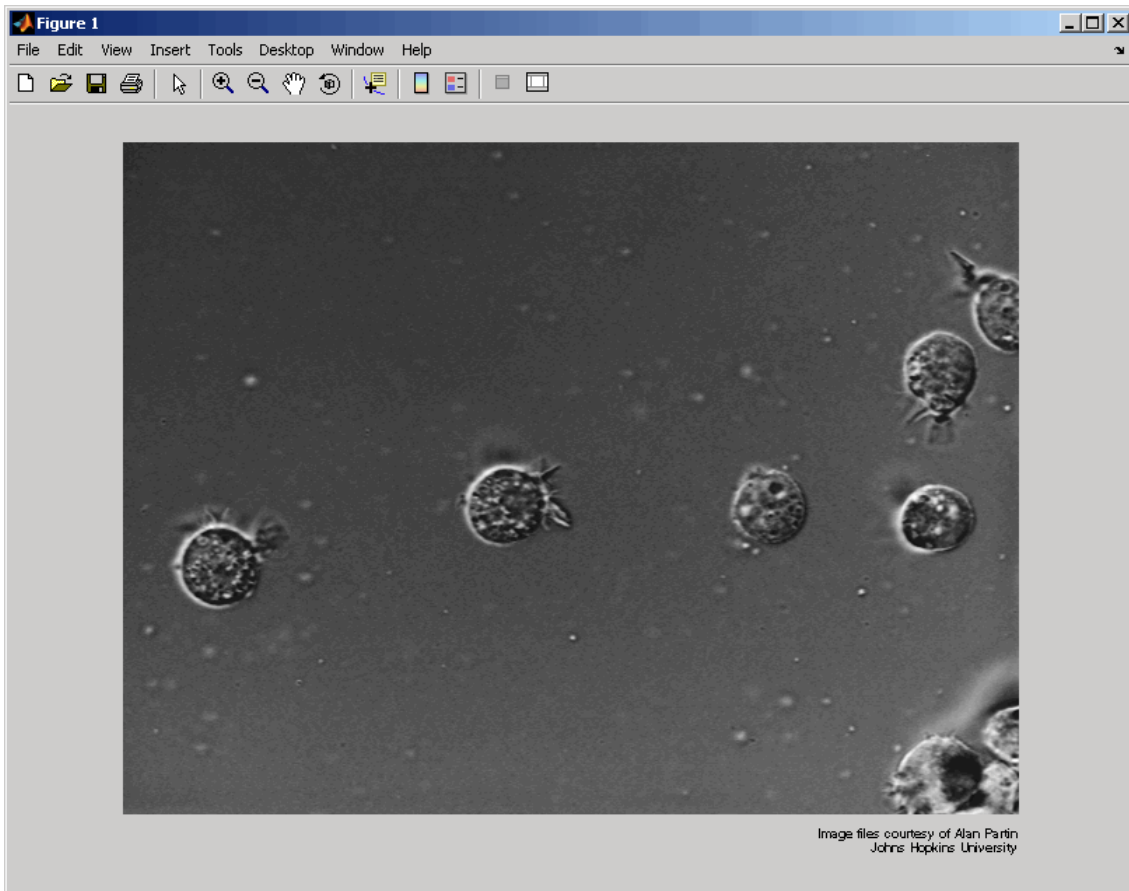 Figure 1
File Edit View Insert Tools Desktop Window Help
Image files courtesy of Alan Partin
Johns Hopkins University